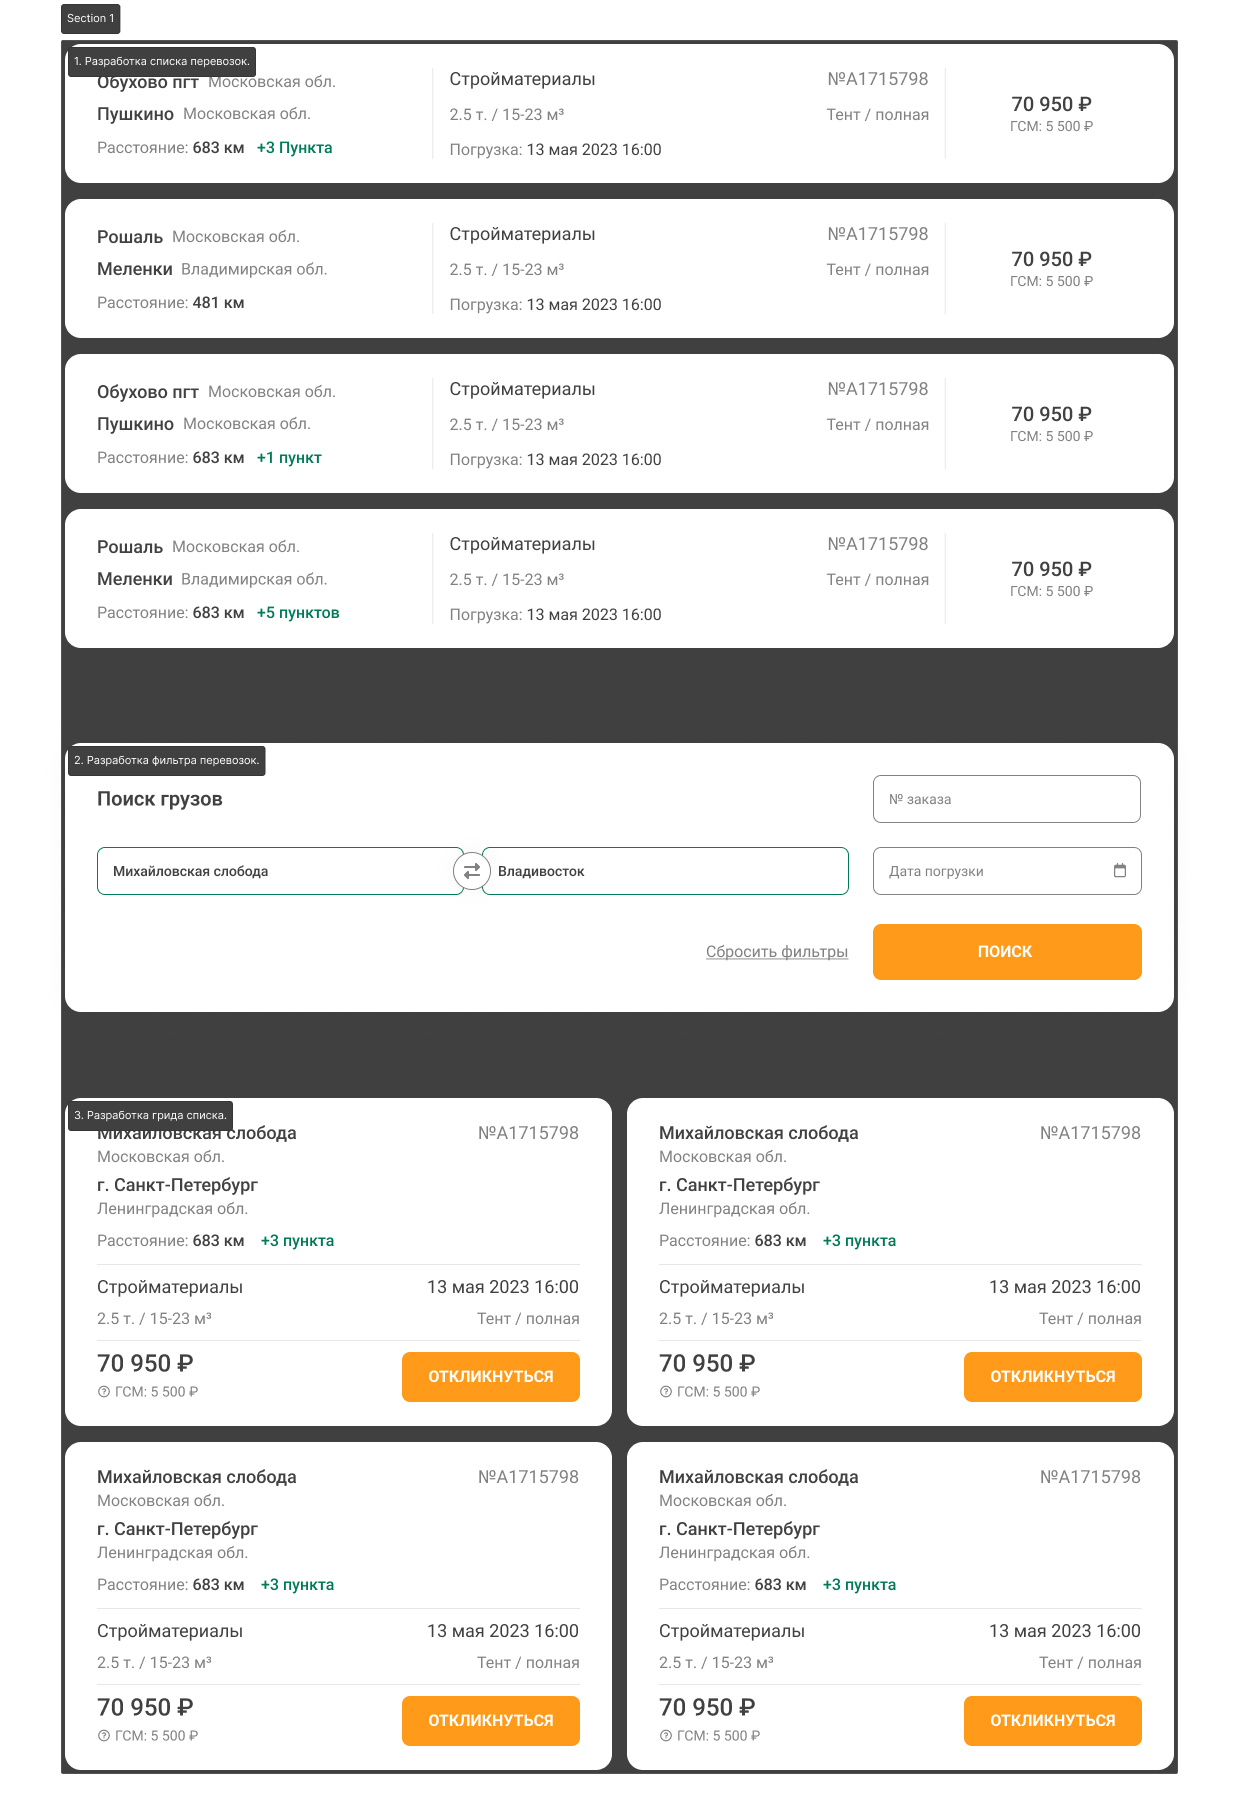 Section 1
1. Разработка списка перевозок.
Обухово пгт Московская обл.
Пушкино Московская обл.
Расстояние: 683 км +3 Пункта
Стройматериалы №А1715798
2.5 т. / 15-23 м³ Тент / полная
Погрузка: 13 мая 2023 16:00
70 950 ₽
ГСМ: 5 500 ₽
Рошаль Московская обл.
Меленки Владимирская обл.
Расстояние: 481 км
Стройматериалы №А1715798
2.5 т. / 15-23 м³ Тент / полная
Погрузка: 13 мая 2023 16:00
70 950 ₽
ГСМ: 5 500 ₽
Обухово пгт Московская обл.
Пушкино Московская обл.
Расстояние: 683 км +1 пункт
Стройматериалы №А1715798
2.5 т. / 15-23 м³ Тент / полная
Погрузка: 13 мая 2023 16:00
70 950 ₽
ГСМ: 5 500 ₽
Рошаль Московская обл.
Меленки Владимирская обл.
Расстояние: 683 км +5 пунктов
Стройматериалы №А1715798
2.5 т. / 15-23 м³ Тент / полная
Погрузка: 13 мая 2023 16:00
70 950 ₽
ГСМ: 5 500 ₽
2. Разработка фильтра перевозок.
Поиск грузов
№ заказа
Михайловская слобода
Владивосток
Дата погрузки
Сбросить фильтры
ПОИСК
3. Разработка грида списка.
Михайловская слобода №А1715798
Московская обл.
г. Санкт-Петербург
Ленинградская обл.
Расстояние: 683 км +3 пункта
Стройматериалы 13 мая 2023 16:00
2.5 т. / 15-23 м³ Тент / полная
70 950 ₽
ГСМ: 5 500 ₽
ОТКЛИКНУТЬСЯ
Михайловская слобода №А1715798
Московская обл.
г. Санкт-Петербург
Ленинградская обл.
Расстояние: 683 км +3 пункта
Стройматериалы 13 мая 2023 16:00
2.5 т. / 15-23 м³ Тент / полная
70 950 ₽
ГСМ: 5 500 ₽
ОТКЛИКНУТЬСЯ
Михайловская слобода №А1715798
Московская обл.
г. Санкт-Петербург
Ленинградская обл.
Расстояние: 683 км +3 пункта
Стройматериалы 13 мая 2023 16:00
2.5 т. / 15-23 м³ Тент / полная
70 950 ₽
ГСМ: 5 500 ₽
ОТКЛИКНУТЬСЯ
Михайловская слобода №А1715798
Московская обл.
г. Санкт-Петербург
Ленинградская обл.
Расстояние: 683 км +3 пункта
Стройматериалы 13 мая 2023 16:00
2.5 т. / 15-23 м³ Тент / полная
70 950 ₽
ГСМ: 5 500 ₽
ОТКЛИКНУТЬСЯ